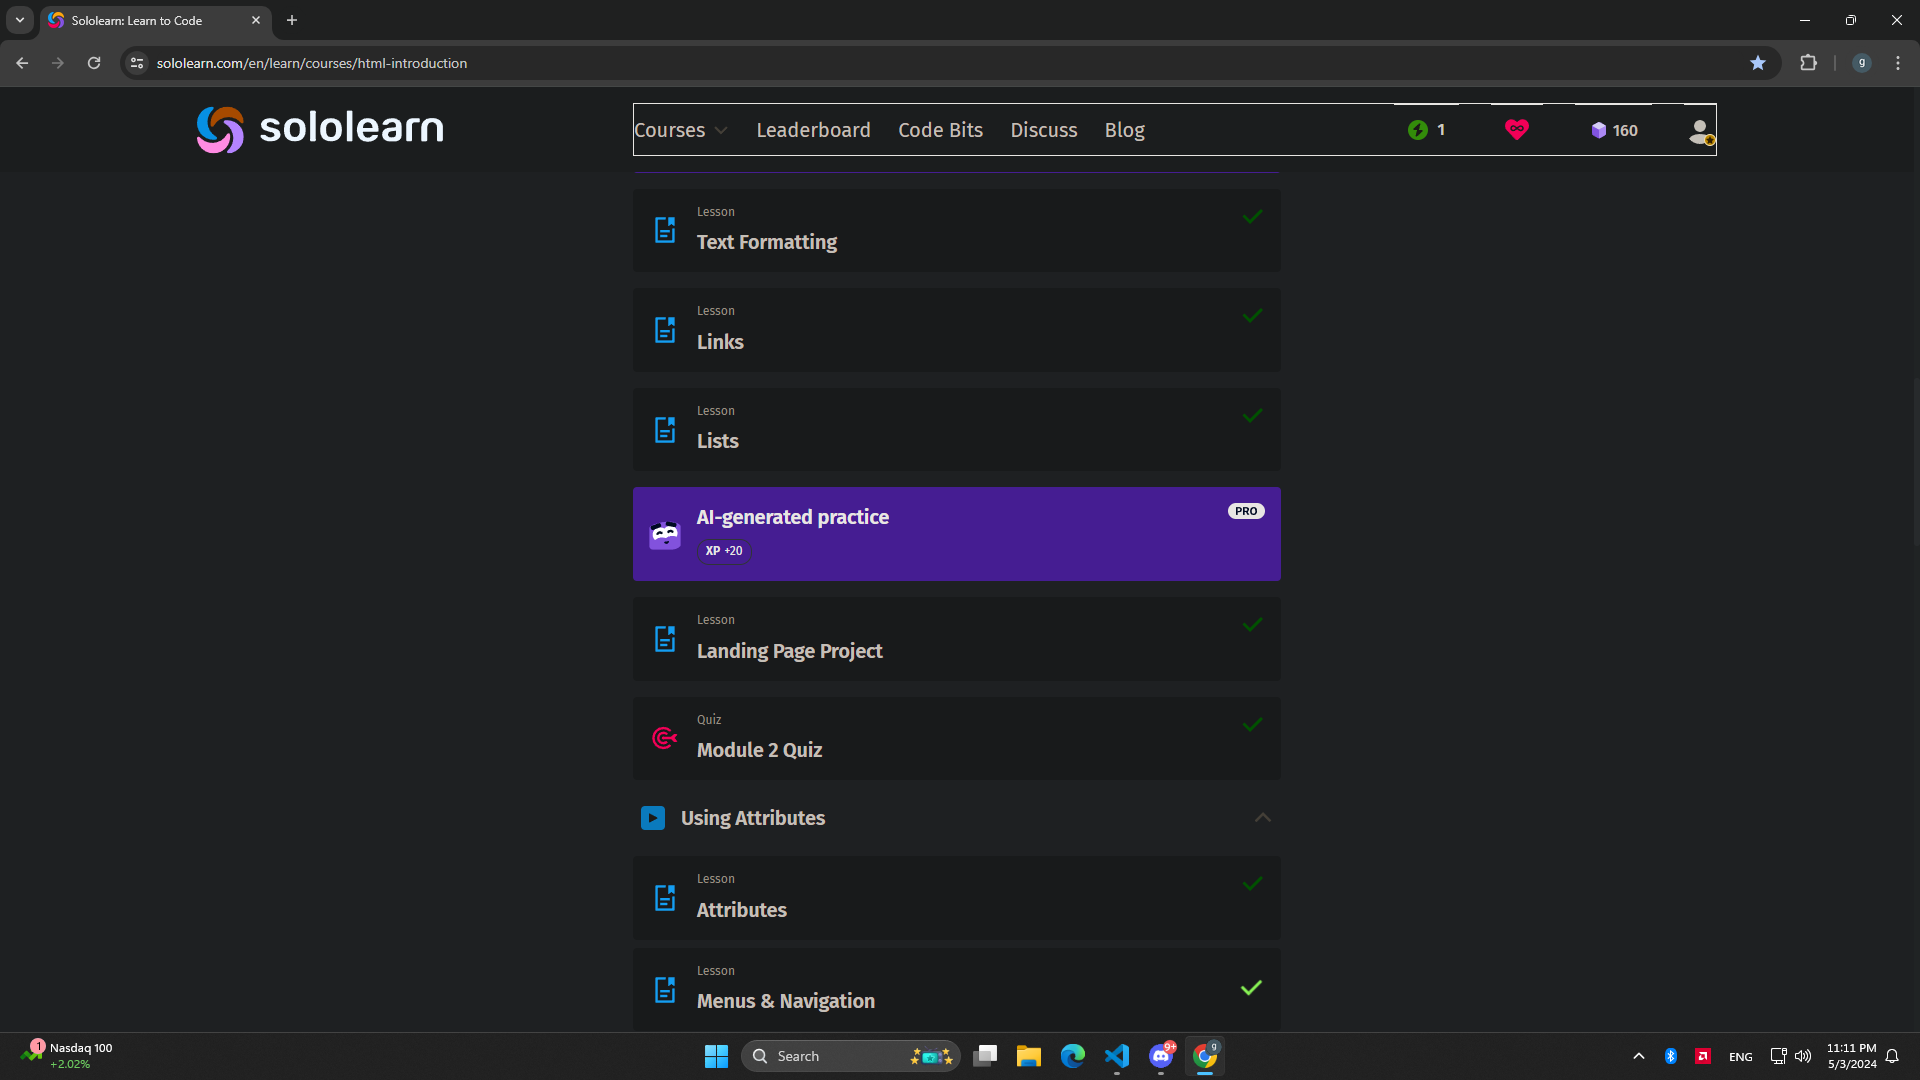 Sololearn: Learn to Code
sololearn.com/en/learn/courses/html-introduction
g
sololearn
Courses
Leaderboard
Code Bits
Discuss
Blog
1
160
Lesson
Text Formatting
Lesson
Links
Lesson
Lists
AI-generated practice
PRO
XP +20
Lesson
Landing Page Project
Quiz
Module 2 Quiz
Using Attributes
Lesson
Attributes
Lesson
Menus & Navigation
1
Nasdaq 100
+2.02%
Search
9+
g
ENG
11:11 PM
5/3/2024